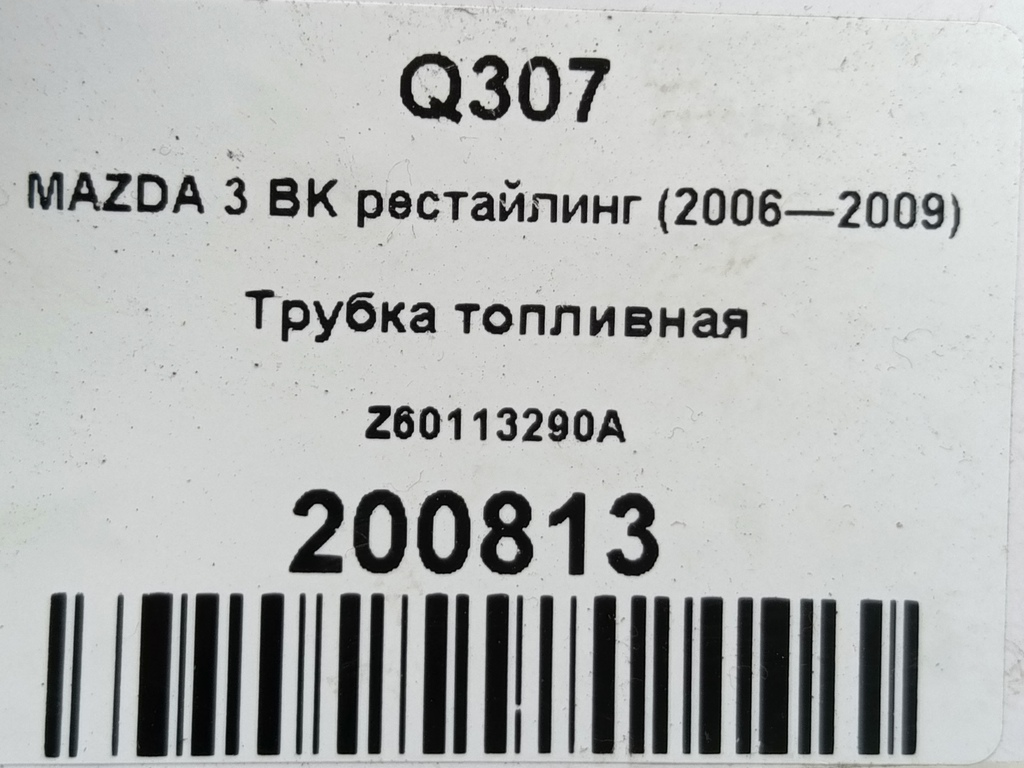 Q307
MAZDA 3 BK рестайлинг (2006—2009)
Трубка топливная
Z60113290A
200813